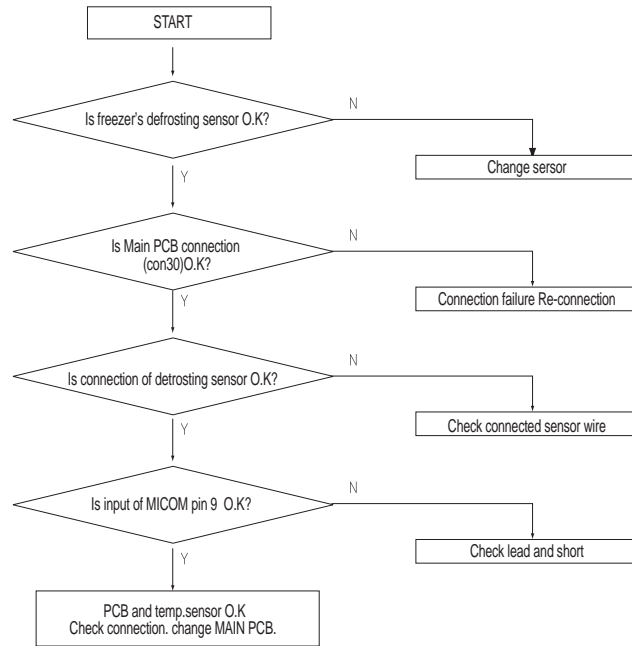 START
Is freezer's defrosting sensor O.K?
N
Change sersor
Y
Is Main PCB connection
(con30)O.K?
N
Connection failure Re-connection
Y
Is connection of detrosting sensor O.K?
N
Check connected sensor wire
Y
Is input of MICOM pin 9 O.K?
N
Check lead and short
Y
PCB and temp.sensor O.K
Check connection. change MAIN PCB.